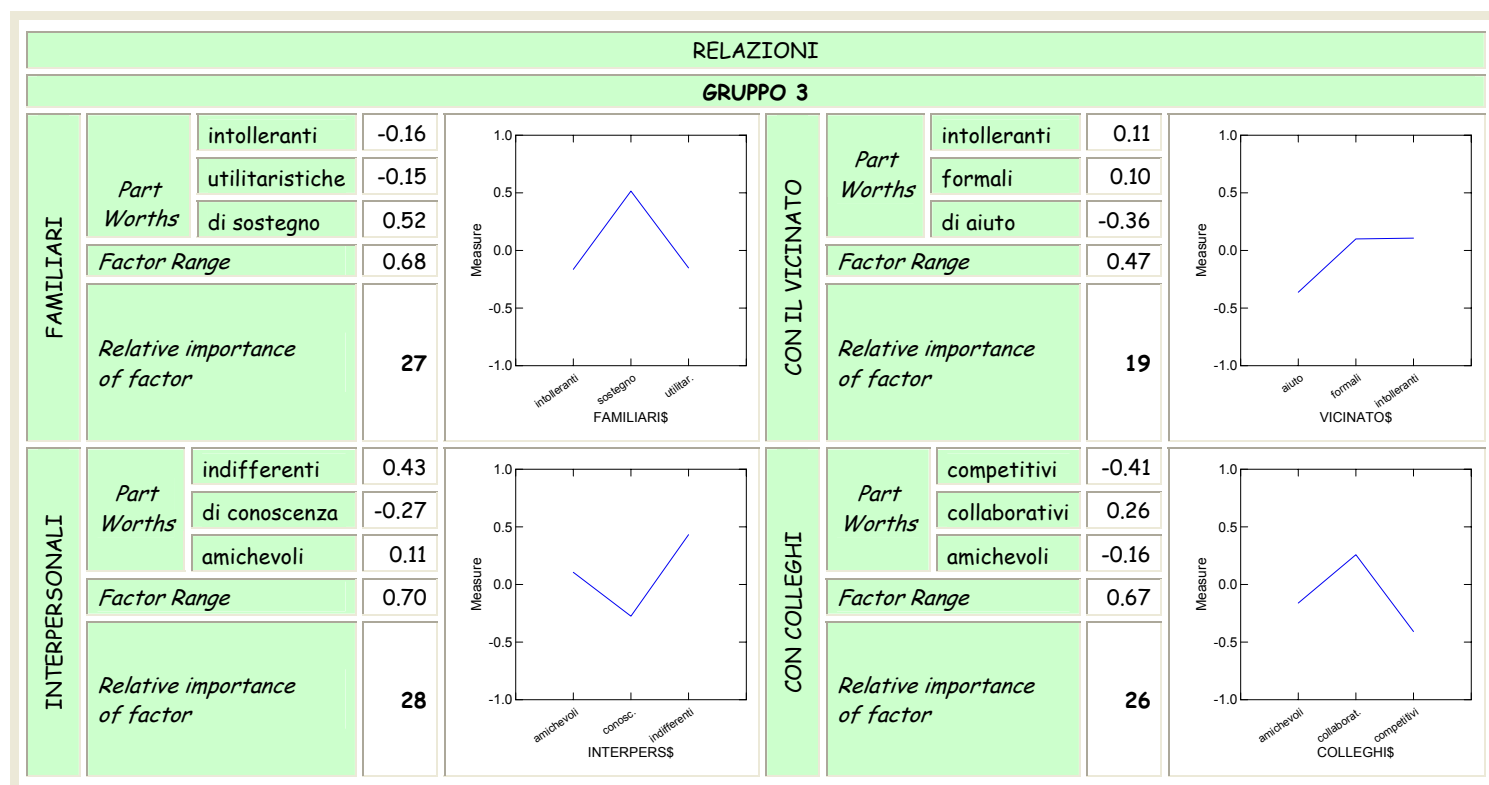 RELAZIONI
GRUPPO 3
FAMILIARI
Part
Worths
intolleranti -0.16
utilitaristiche -0.15
di sostegno 0.52
Factor Range 0.68
Relative importance
of factor
27
1.0
0.5
0.0
-0.5
-1.0
Measure
intolleranti sostegno utilitar.
FAMILIARI$
CON IL VICINATO
Part
Worths
intolleranti 0.11
formali 0.10
di aiuto -0.36
Factor Range 0.47
Relative importance
of factor
19
1.0
0.5
0.0
-0.5
-1.0
Measure
aiuto formali intolleranti
VICINATO$
INTERPERSONALI
Part
Worths
indifferenti 0.43
di conoscenza -0.27
amichevoli 0.11
Factor Range 0.70
Relative importance
of factor
28
1.0
0.5
0.0
-0.5
-1.0
Measure
amichevoli conosc. indifferenti
INTERPERS$
CON COLLEGHI
Part
Worths
competitivi -0.41
collaborativi 0.26
amichevoli -0.16
Factor Range 0.67
Relative importance
of factor
26
1.0
0.5
0.0
-0.5
-1.0
Measure
amichevoli collaborat. competitivi
COLLEGHI$